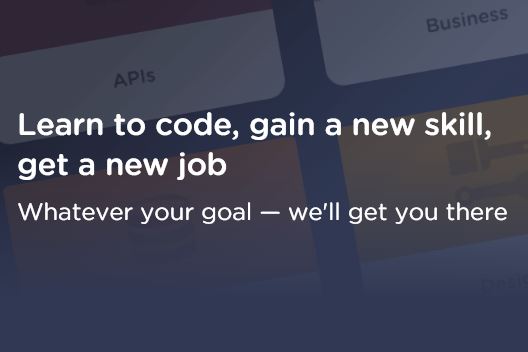 Business
APIs
Learn to code, gain a new skill,
get a new job
Whatever your goal — we'll get you there
Design